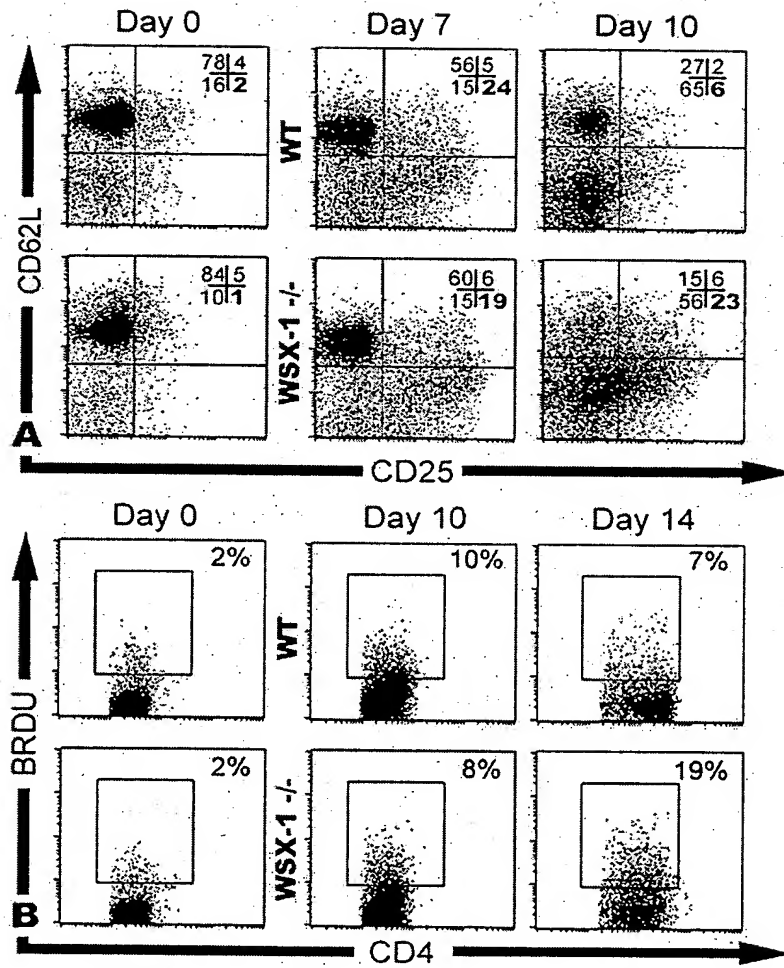 Day 0
Day 7
Day 10
78 4
16 2
56 5
15 24
27 2
65 6
WT
84 5
10 1
60 6
15 19
15 6
56 23
WSX-1 -/-
CD62L
A
CD25
Day 0
Day 10
Day 14
2%
10%
7%
WT
2%
8%
19%
WSX-1 -/-
BRDU
B
CD4